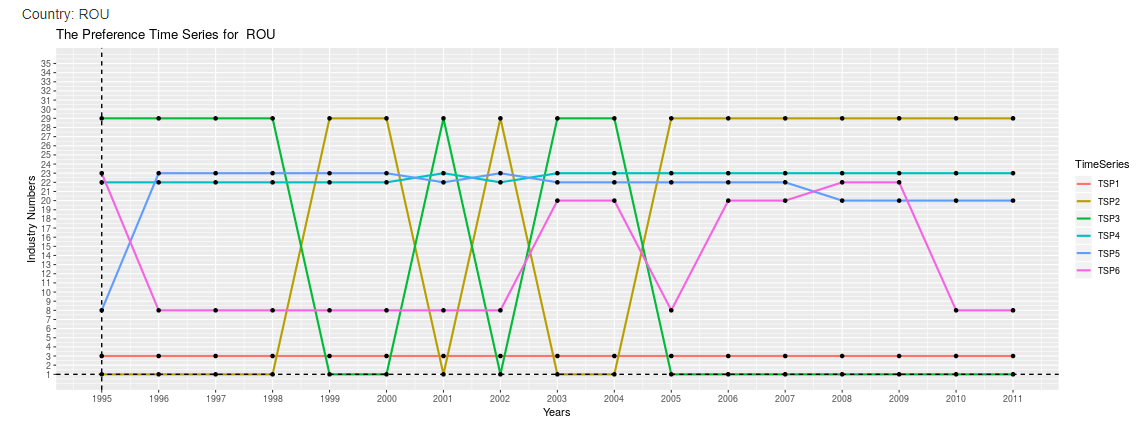 Country: ROU
The Preference Time Series for ROU
35
34
33
32
31
30
29
28
27
26
25
24
23
22
21
20
19
18
17
16
15
14
13
12
11
10
9
8
7
6
5
4
3
2
1
Industry Numbers
1995 1996 1997 1998 1999 2000 2001 2002 2003 2004 2005 2006 2007 2008 2009 2010 2011
Years
TimeSeries
TSP1
TSP2
TSP3
TSP4
TSP5
TSP6